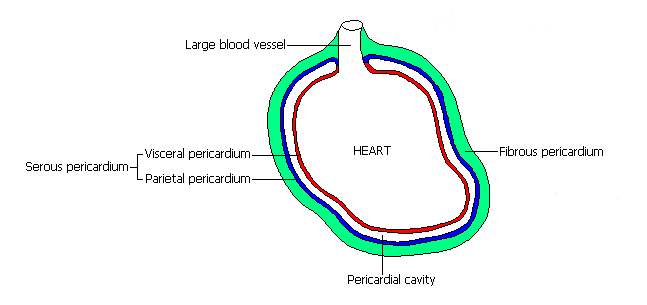 Large blood vessel
HEART
Fibrous pericardium
Visceral pericardium
Serous pericardium
Parietal pericardium
Pericardial cavity